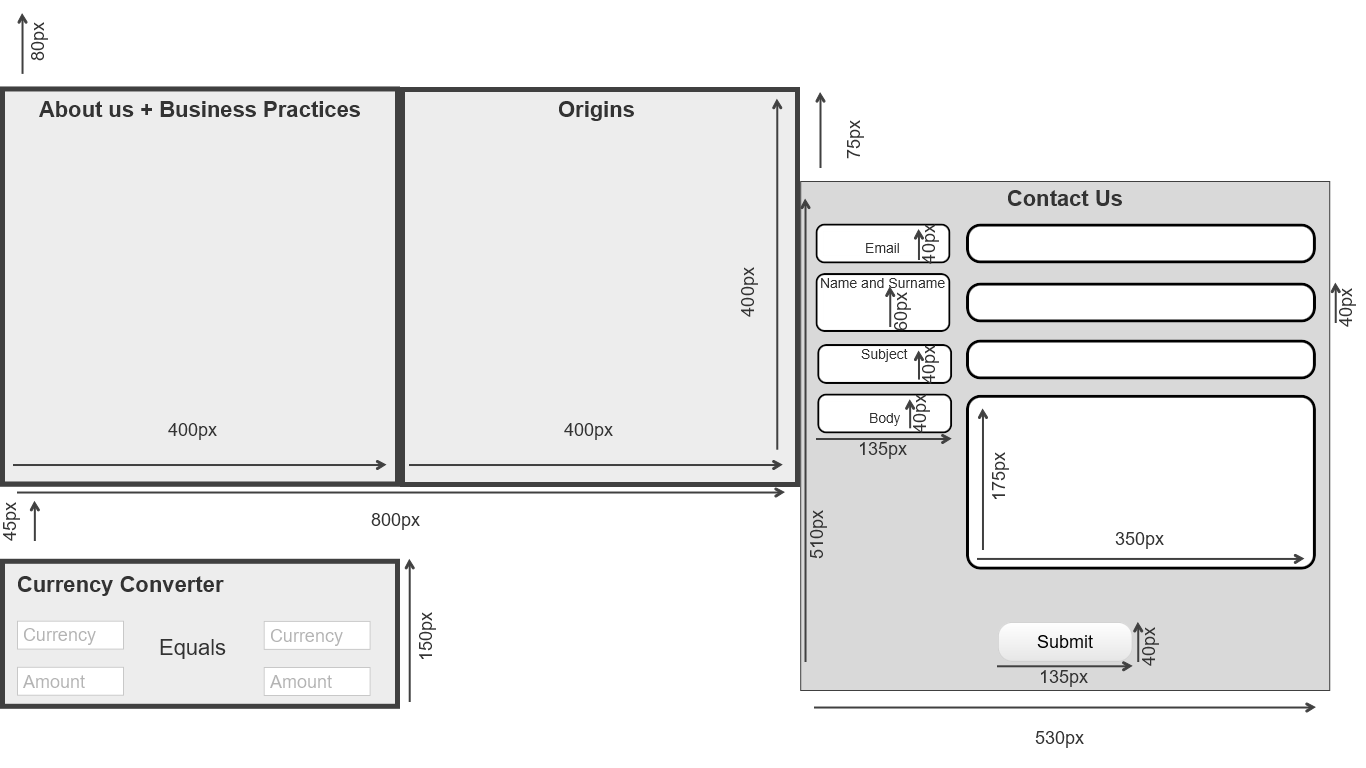 80px
About us + Business Practices
Origins
75px
400px
400px
400px
800px
45px
Currency Converter
Currency
Equals
Currency
Amount
Amount
150px
Contact Us
Email
40px
Name and Surname
60px
40px
Subject
40px
Body
40px
135px
175px
350px
510px
Submit
40px
135px
530px